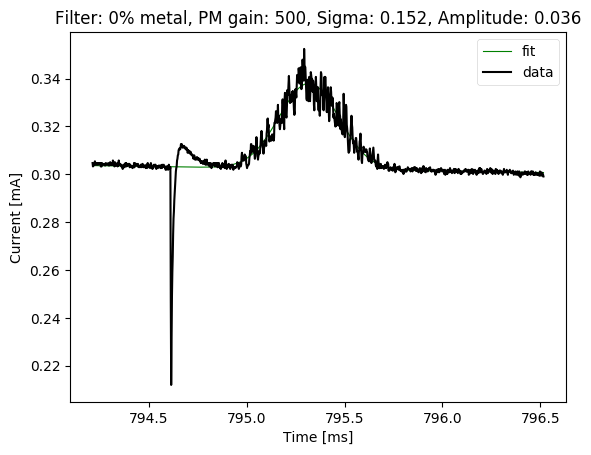 Filter: 0% metal, PM gain: 500, Sigma: 0.152, Amplitude: 0.036
fit
data
0.34
0.32
0.30
0.28
0.26
0.24
0.22
Current [mA]
794.5 795.0 795.5 796.0 796.5
Time [ms]